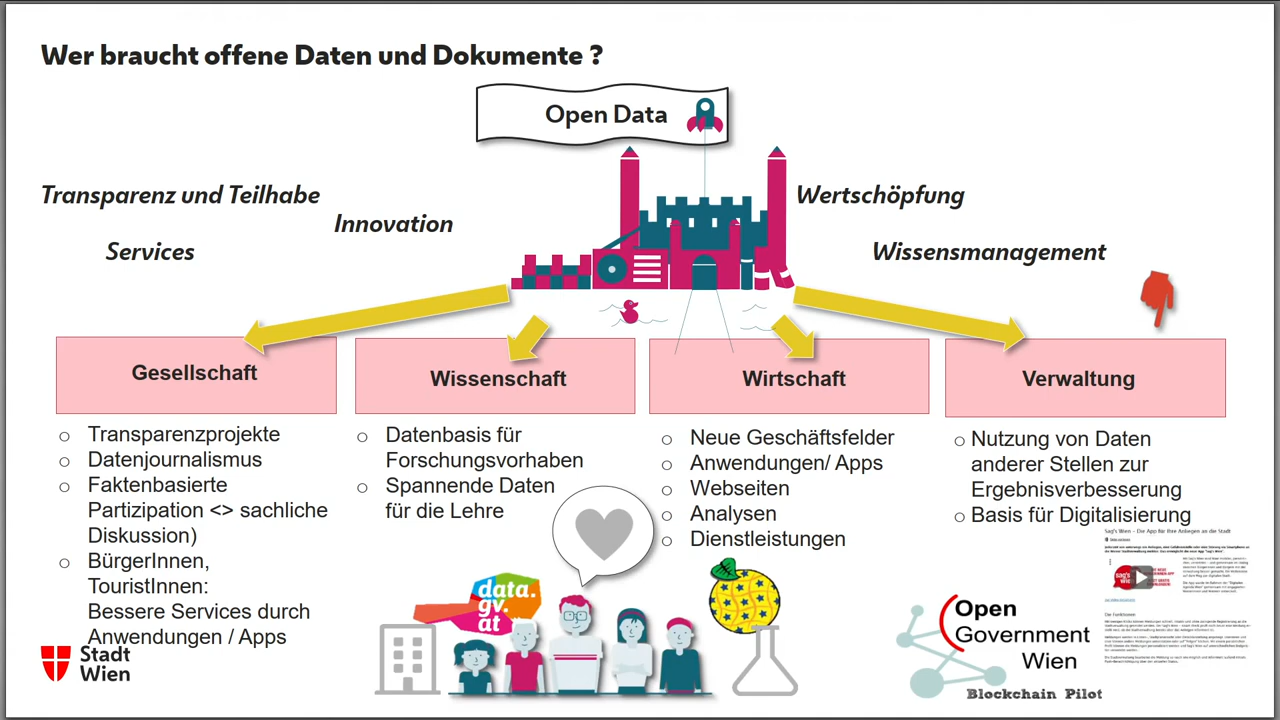 Wer braucht offene Daten und Dokumente ?
Open Data
Transparenz und Teilhabe
Innovation
Services
Wertschöpfung
Wissensmanagement
Gesellschaft
o Transparenzprojekte
o Datenjournalismus
o Faktenbasierte
Partizipation <> sachliche
Diskussion)
o BürgerInnen,
TouristInnen:
Bessere Services durch
Anwendungen / Apps
Wissenschaft
o Datenbasis für
Forschungsvorhaben
o Spannende Daten
für die Lehre
Wirtschaft
o Neue Geschäftsfelder
o Anwendungen/ Apps
o Webseiten
o Analysen
o Dienstleistungen
Verwaltung
o Nutzung von Daten
anderer Stellen zur
Ergebnisverbesserung
o Basis für Digitalisierung
Sag's Wien – Die App für Ihre Anliegen an die Stadt
sag's
wien
Die Funktionen
data.
gv.
at
Stadt
Wien
Open
Government
Wien
Blockchain Pilot